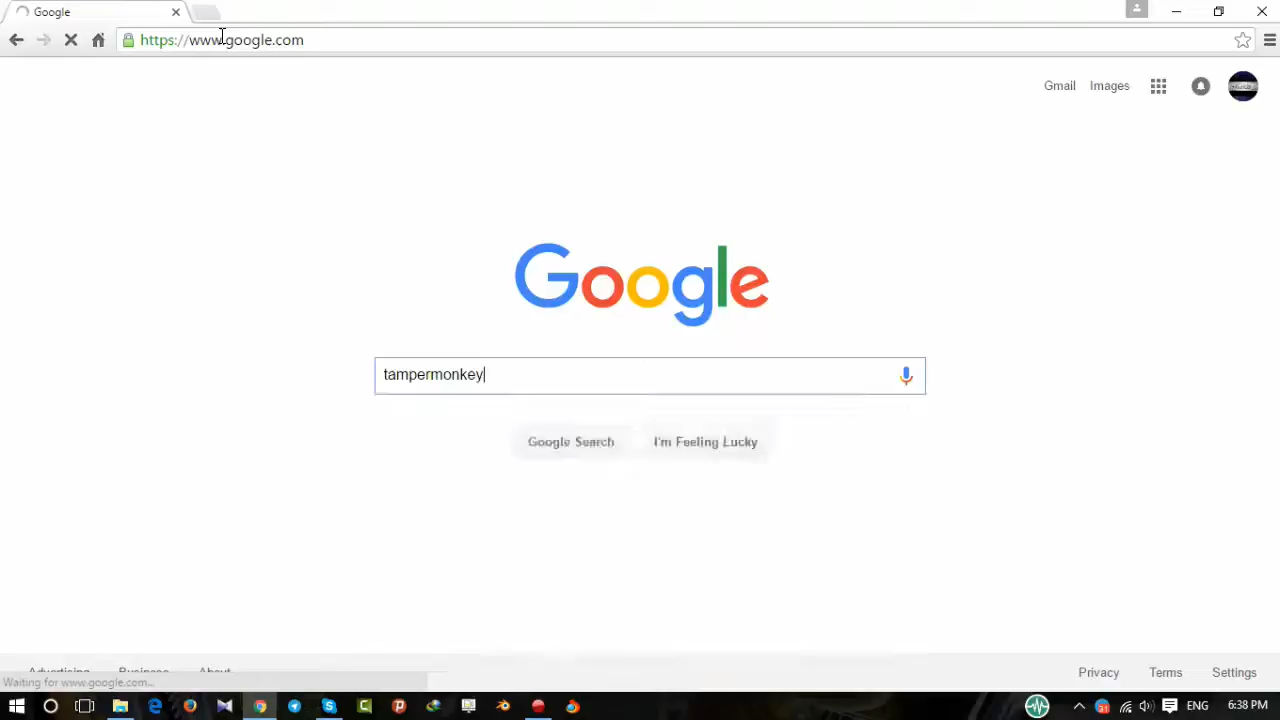 Google
https://www.google.com
Gmail Images
Google
tampermonkey
Google Search I'm Feeling Lucky
Advertising Business About
Privacy Terms Settings
Waiting for www.google.com...
ENG 6:38 PM